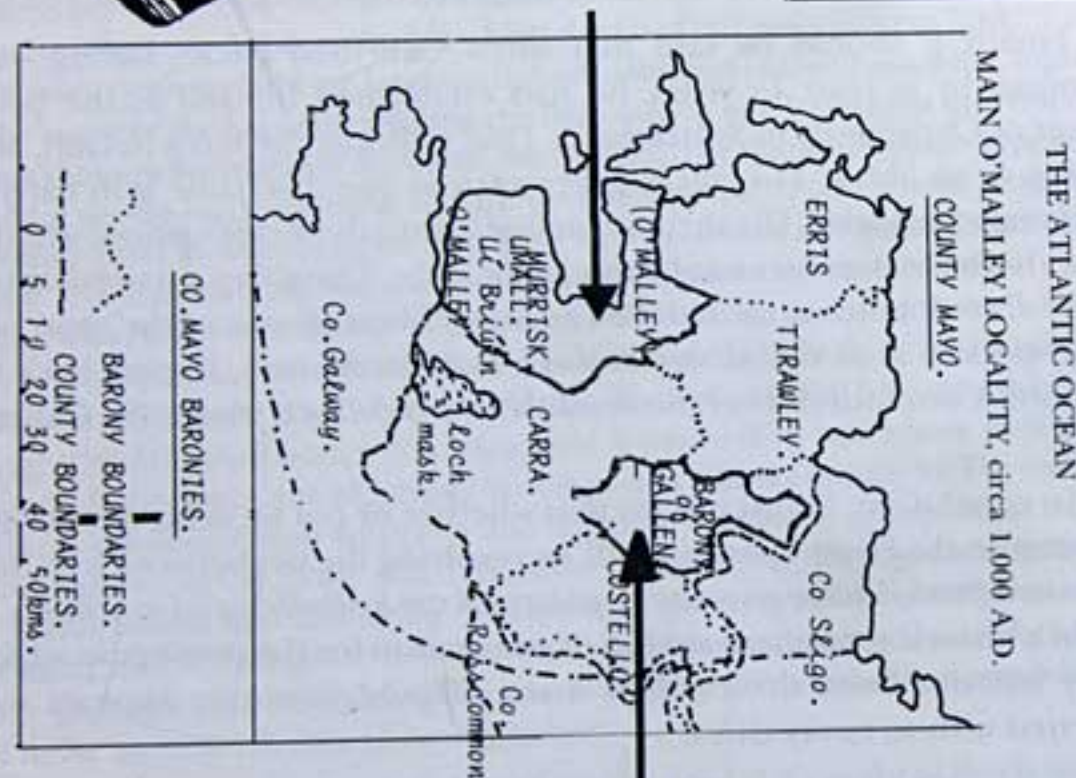 THE ATLANTIC OCEAN
MAIN O'MALLEY LOCALITY, circa 1,000 AD.
COUNTY MAYO.
ERRIS
TIRAWLEY.
Co Sligo.
(O'MALLEY)
BARONY
OF
GALLEN
COSTELLO
MURRISK.
UMALL
Uí Briúin
O'MALLEY
CARRA.
Loch
mask.
Co.
Rosscommon
Co.Galway
CO.MAYO BARONIES.
BARONY BOUNDARIES.
COUNTY BOUNDARIES.
0 5 10 20 30 40 50kms.